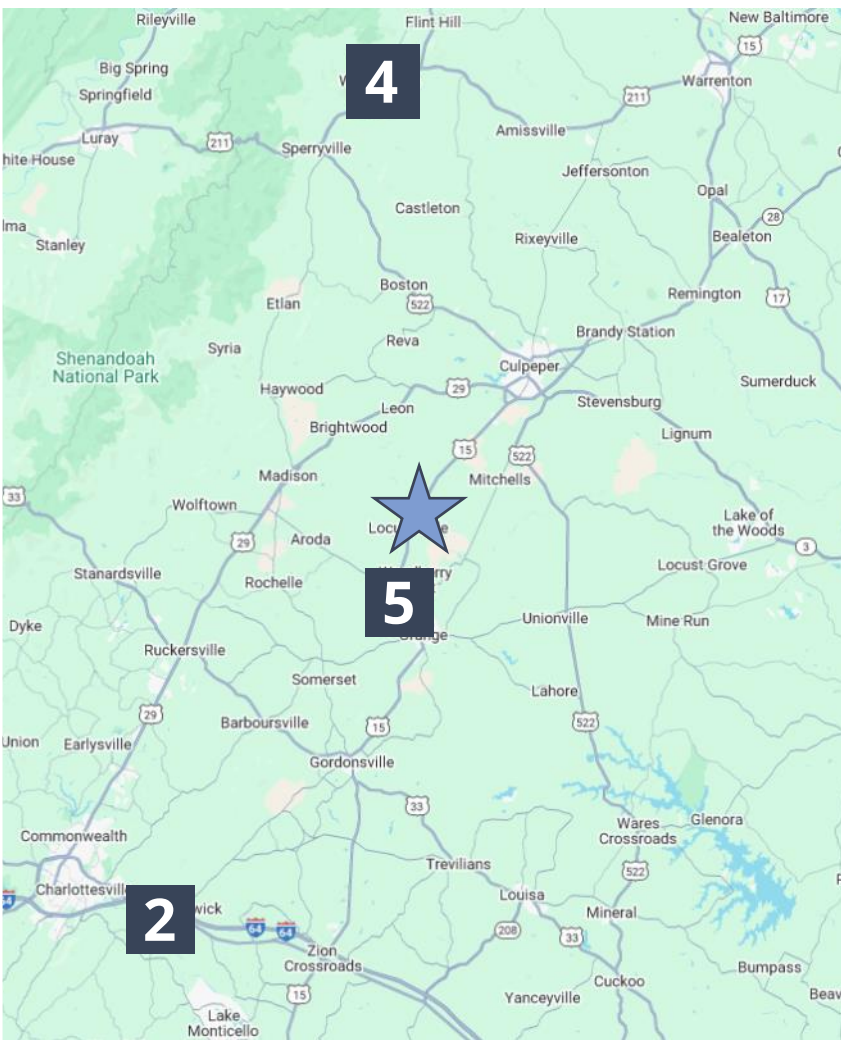 Rileyville
Flint Hill
New Baltimore
15
Big Spring
Springfield
4
Warrenton
211
Luray
211
Amissville
hite House
Sperryville
Jeffersonton
Opal
Castleton
28
lma
Stanley
Rixeyville
Bealeton
Boston
522
Remington
17
Etlan
Brandy Station
Syria
Reva
Shenandoah
National Park
Culpeper
Haywood
29
Sumerduck
Leon
Stevensburg
Brightwood
Lignum
15
522
Madison
Mitchells
33
Wolftown
Lake of
the Woods
29
Aroda
3
Stanardsville
Rochelle
Locust Grove
5
Dyke
Unionville
Mine Run
Ruckersville
Somerset
Lahore
29
Barboursville
15
522
Union
Earlysville
Gordonsville
33
Commonwealth
Wares
Crossroads
Glenora
Trevilians
522
Charlottesvill
Louisa
2
wick
64
64
64
Mineral
208
33
Zion
Crossroads
15
Cuckoo
Bumpass
Yanceyville
Beav
Lake
Monticello